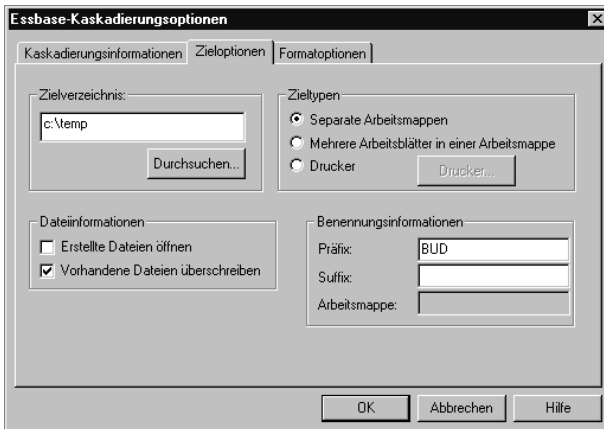 Essbase-Kaskadierungsoptionen
Kaskadierungsinformationen Zieloptionen Formatoptionen
Zielverzeichnis:
c:\temp
Durchsuchen...
Zieltypen
Separate Arbeitsmappen
Mehrere Arbeitsblätter in einer Arbeitsmappe
Drucker
Drucker...
Dateiinformationen
Erstellte Dateien öffnen
Vorhandene Dateien überschreiben
Benennungsinformationen
Präfix: BUD
Suffix:
Arbeitsmappe:
OK Abbrechen Hilfe